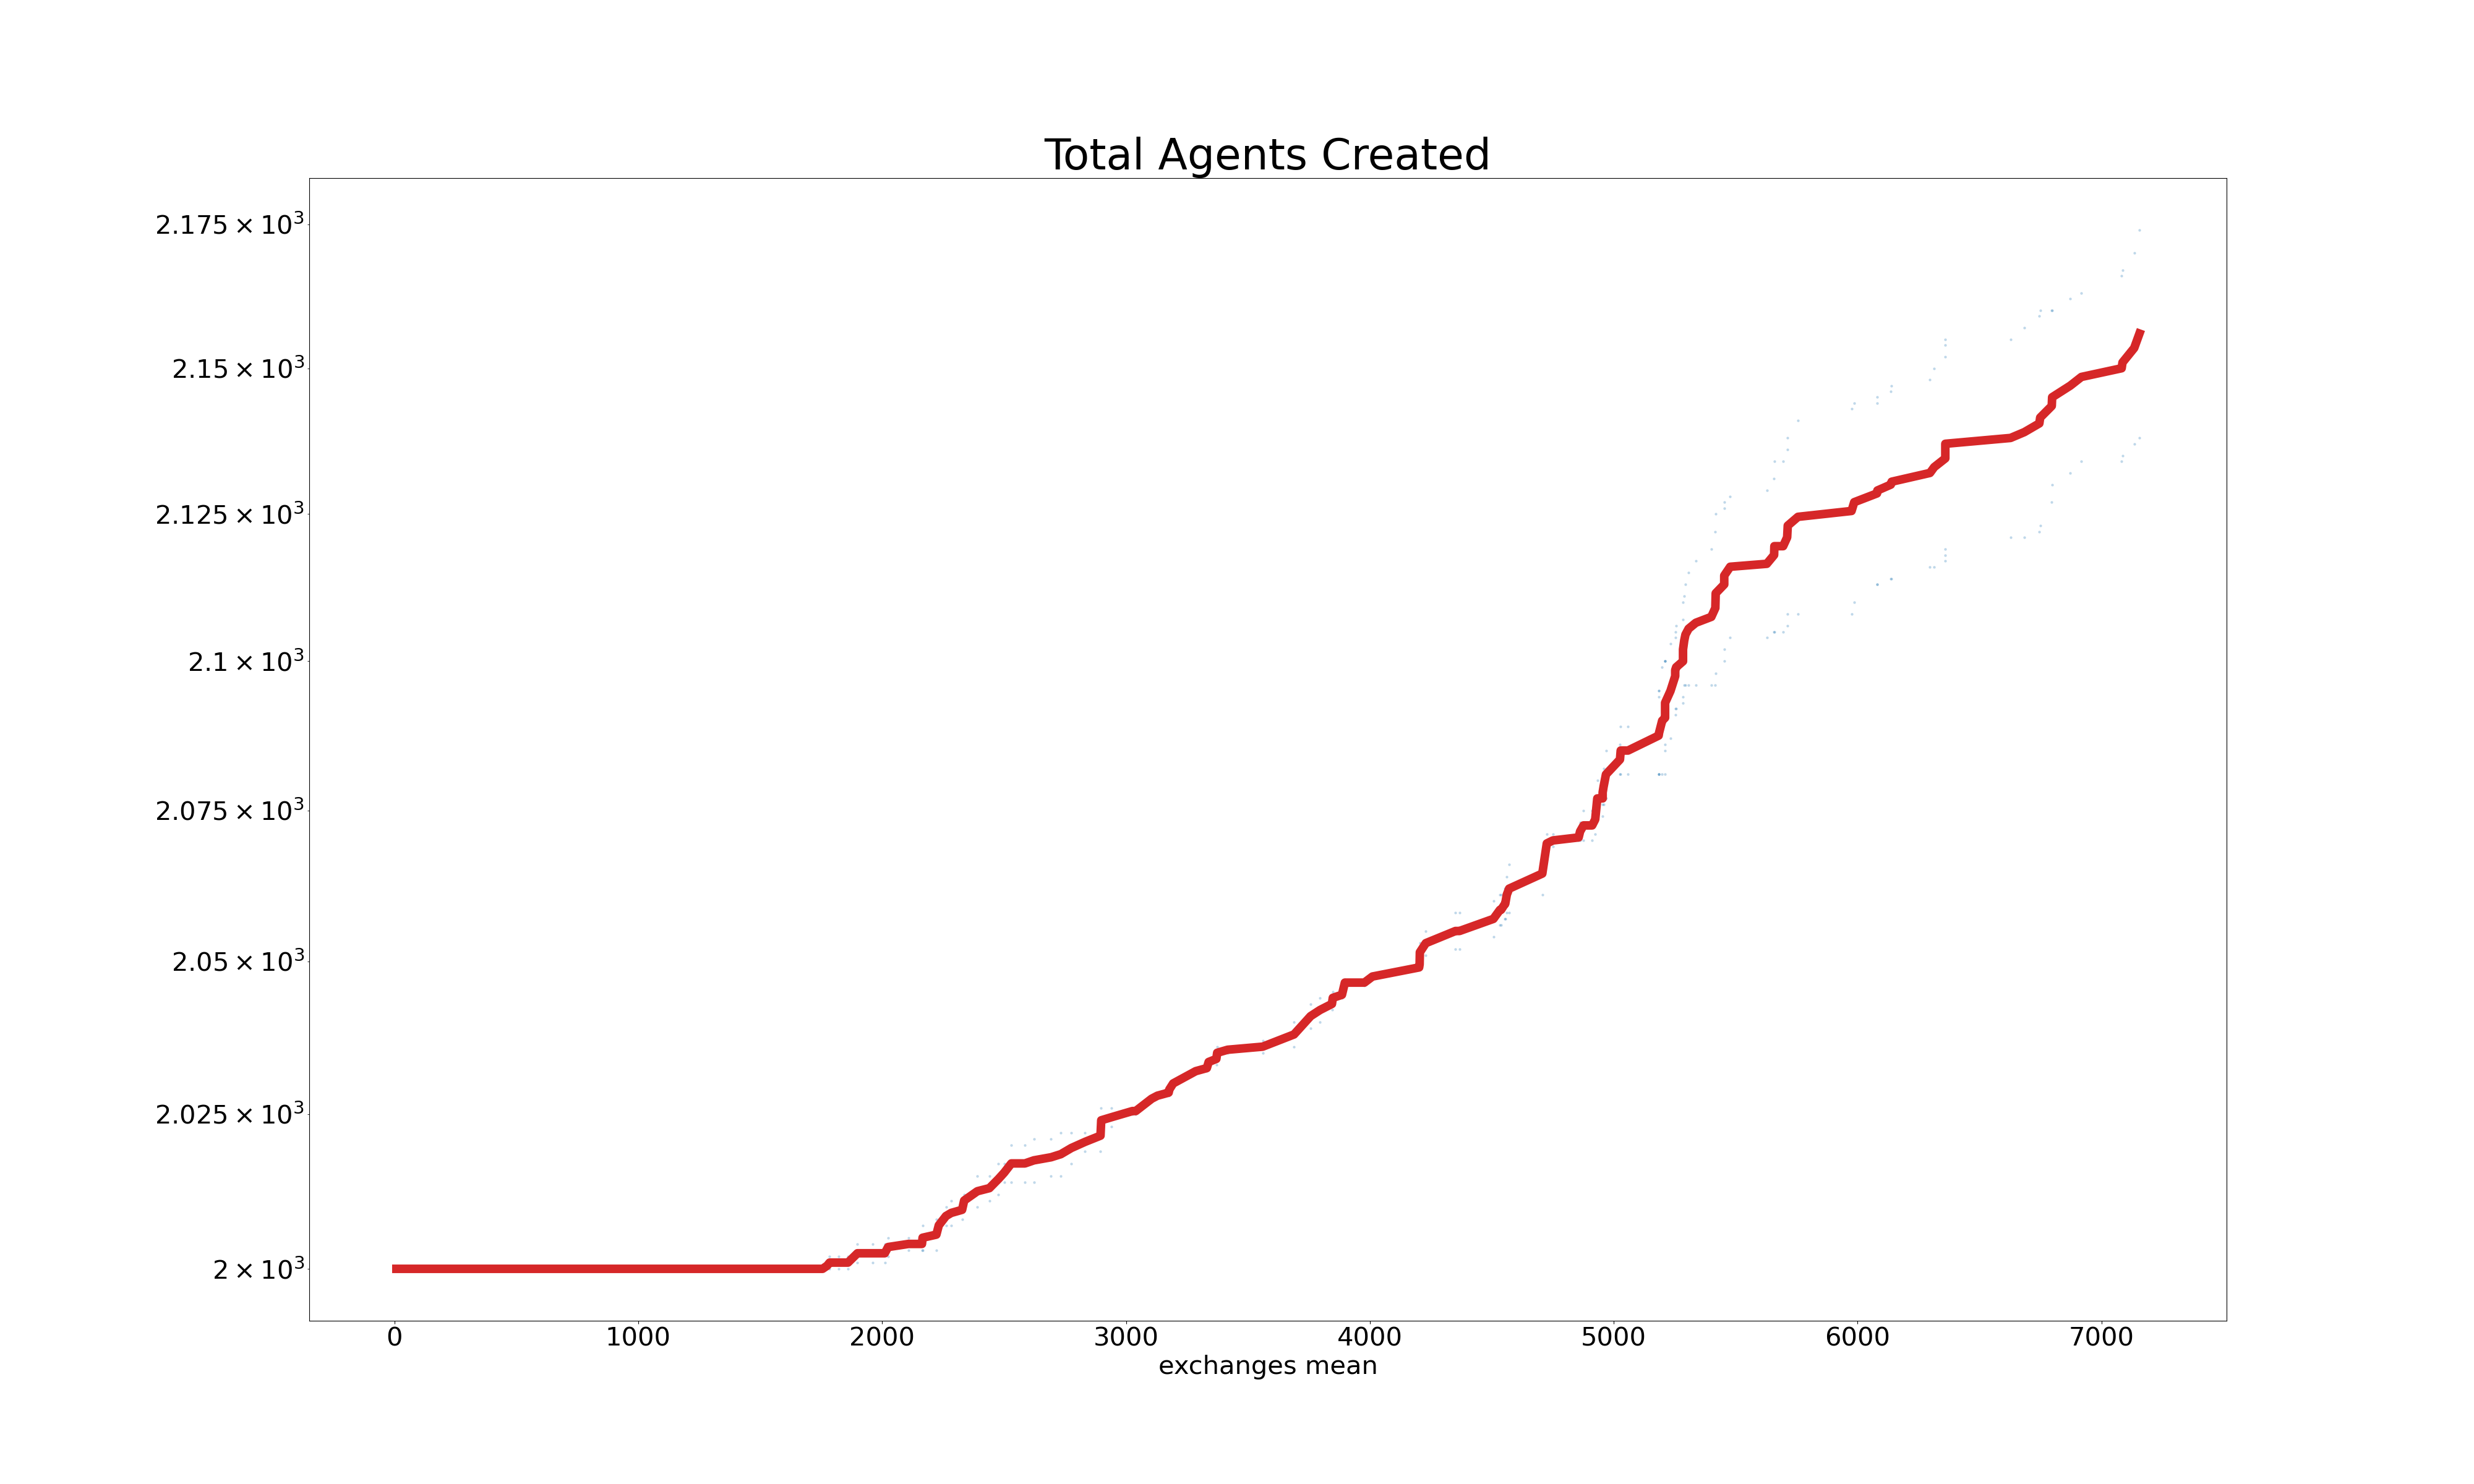 Total Agents Created
2.175 × 10³
2.15 × 10³
2.125 × 10³
2.1 × 10³
2.075 × 10³
2.05 × 10³
2.025 × 10³
2 × 10³
0 1000 2000 3000 4000 5000 6000 7000
exchanges mean